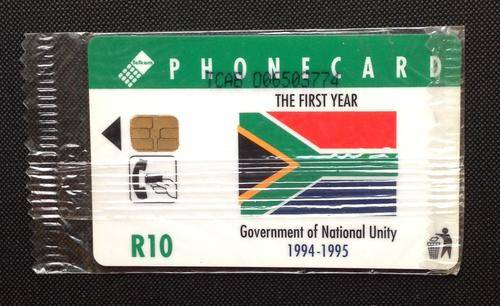 Telkom
PHONECARD
TCAB 006505774
THE FIRST YEAR
Government of National Unity
R10
1994-1995